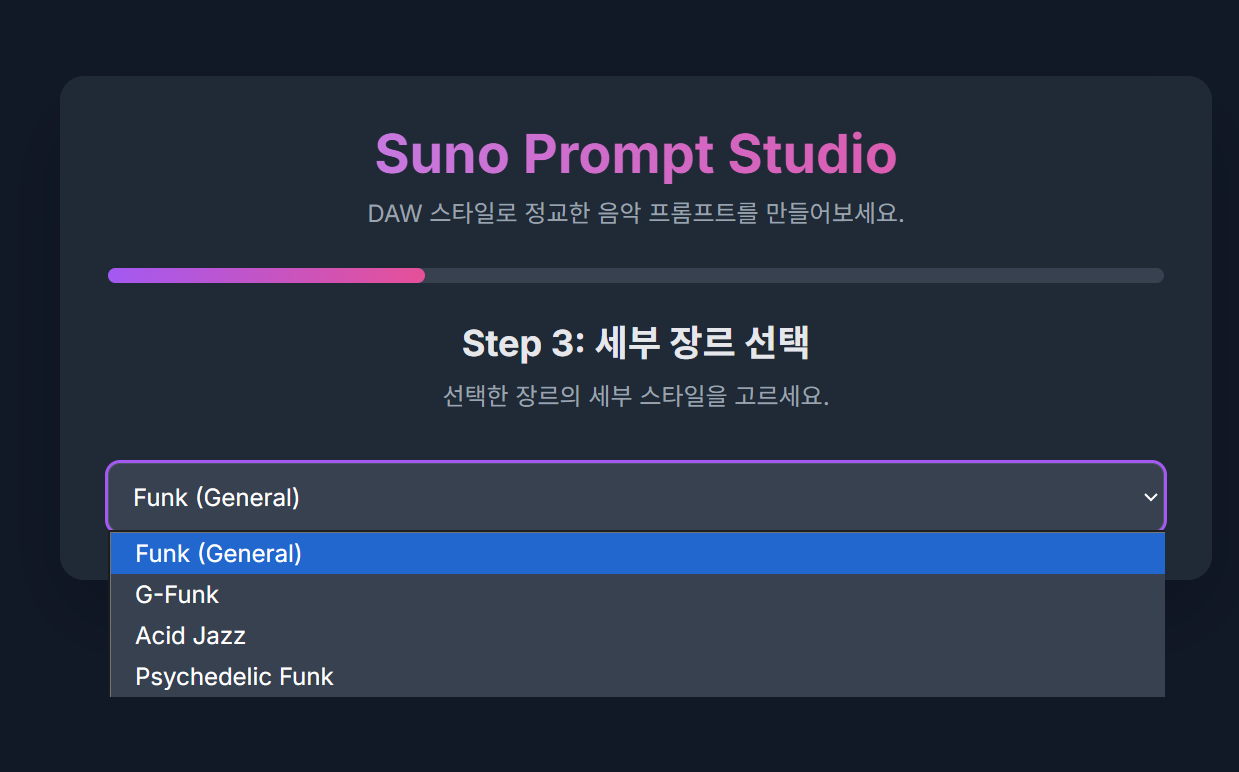 Suno Prompt Studio
DAW 스타일로 정교한 음악 프롬프트를 만들어보세요.
Step 3: 세부 장르 선택
선택한 장르의 세부 스타일을 고르세요.
Funk (General)
Funk (General)
G-Funk
Acid Jazz
Psychedelic Funk